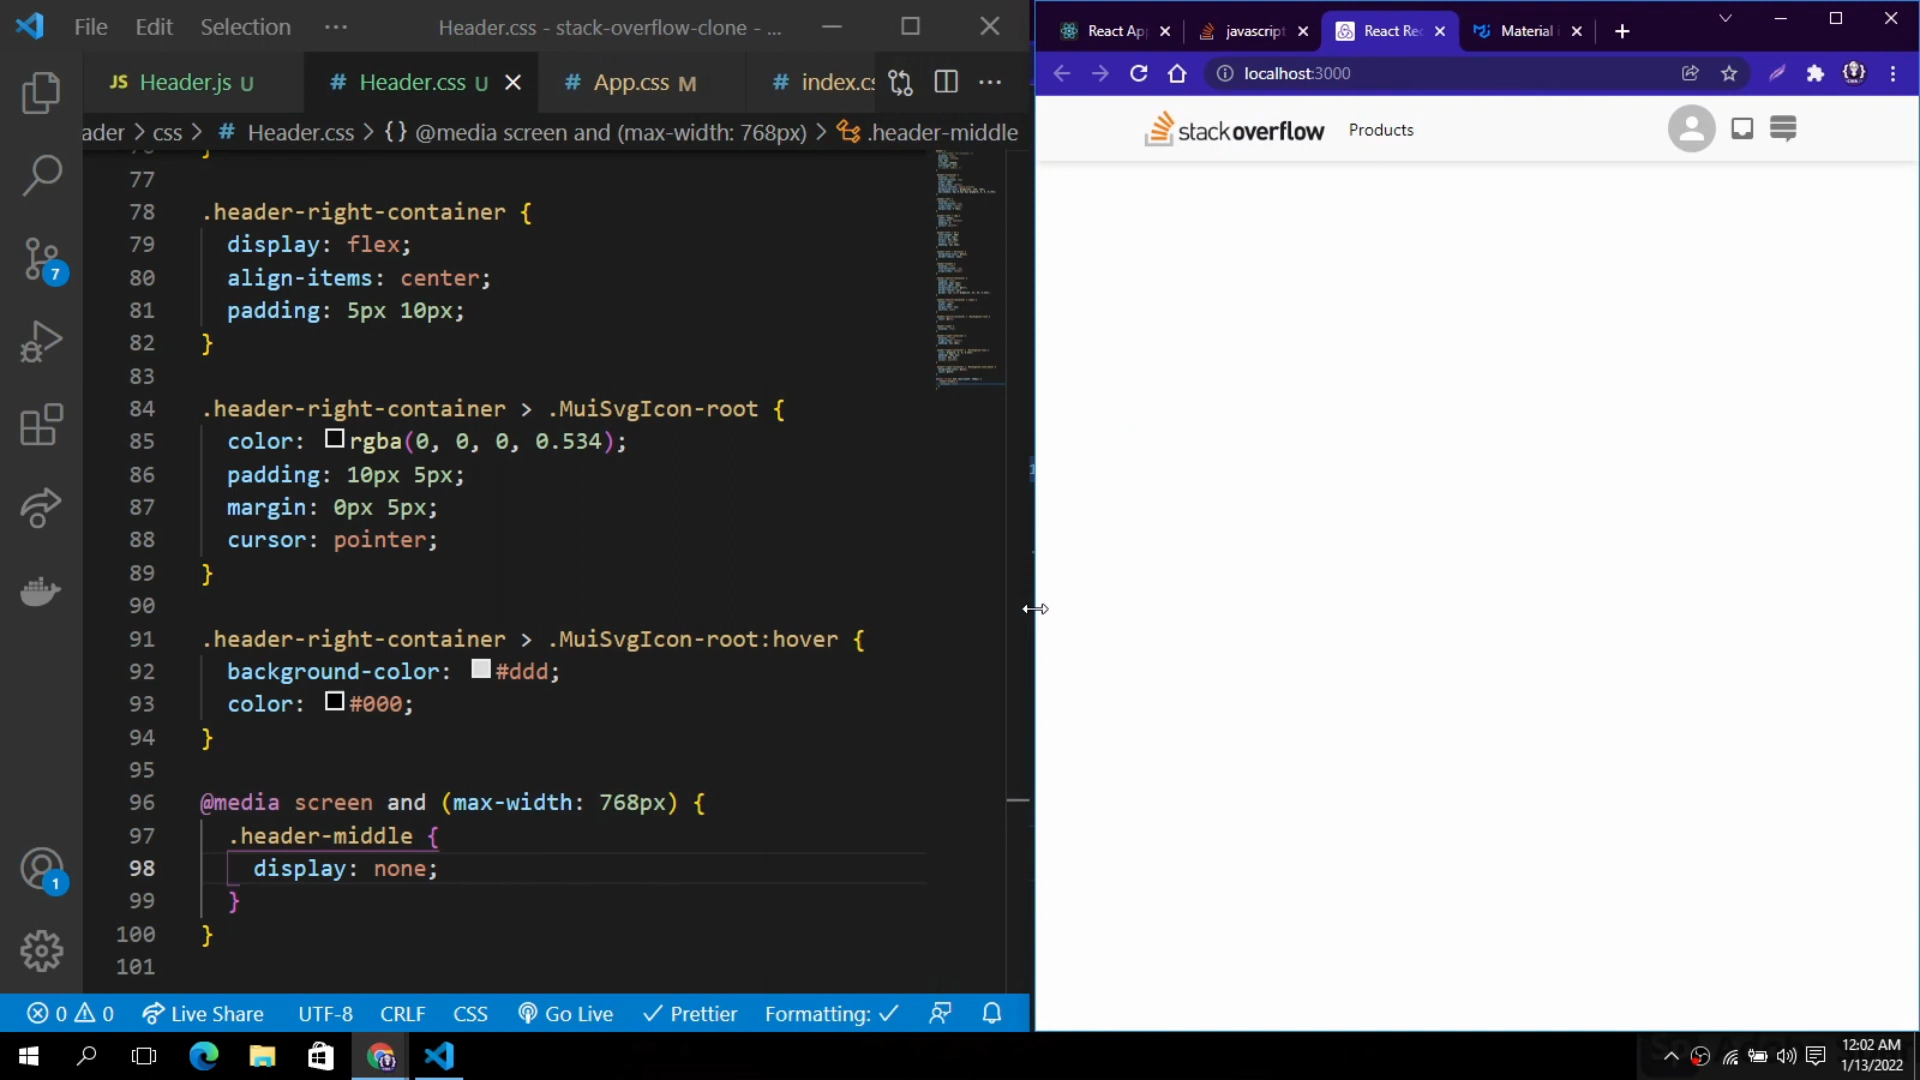 File Edit Selection ··· Header.css - stack-overflow-clone - ...
JS Header.js U # Header.css U # App.css M # index.cs
ader > css > # Header.css > {} @media screen and (max-width: 768px) > .header-middle
77
78 .header-right-container {
79 display: flex;
80 align-items: center;
81 padding: 5px 10px;
82 }
83
84 .header-right-container > .MuiSvgIcon-root {
85 color: rgba(0, 0, 0, 0.534);
86 padding: 10px 5px;
87 margin: 0px 5px;
88 cursor: pointer;
89 }
90
91 .header-right-container > .MuiSvgIcon-root:hover {
92 background-color: #ddd;
93 color: #000;
94 }
95
96 @media screen and (max-width: 768px) {
97 .header-middle {
98 display: none;
99 }
100 }
101
7
1
0 0 Live Share UTF-8 CRLF CSS Go Live Prettier Formatting:
React Ap javascript React Re Material
localhost:3000
stackoverflow Products
12:02 AM
1/13/2022